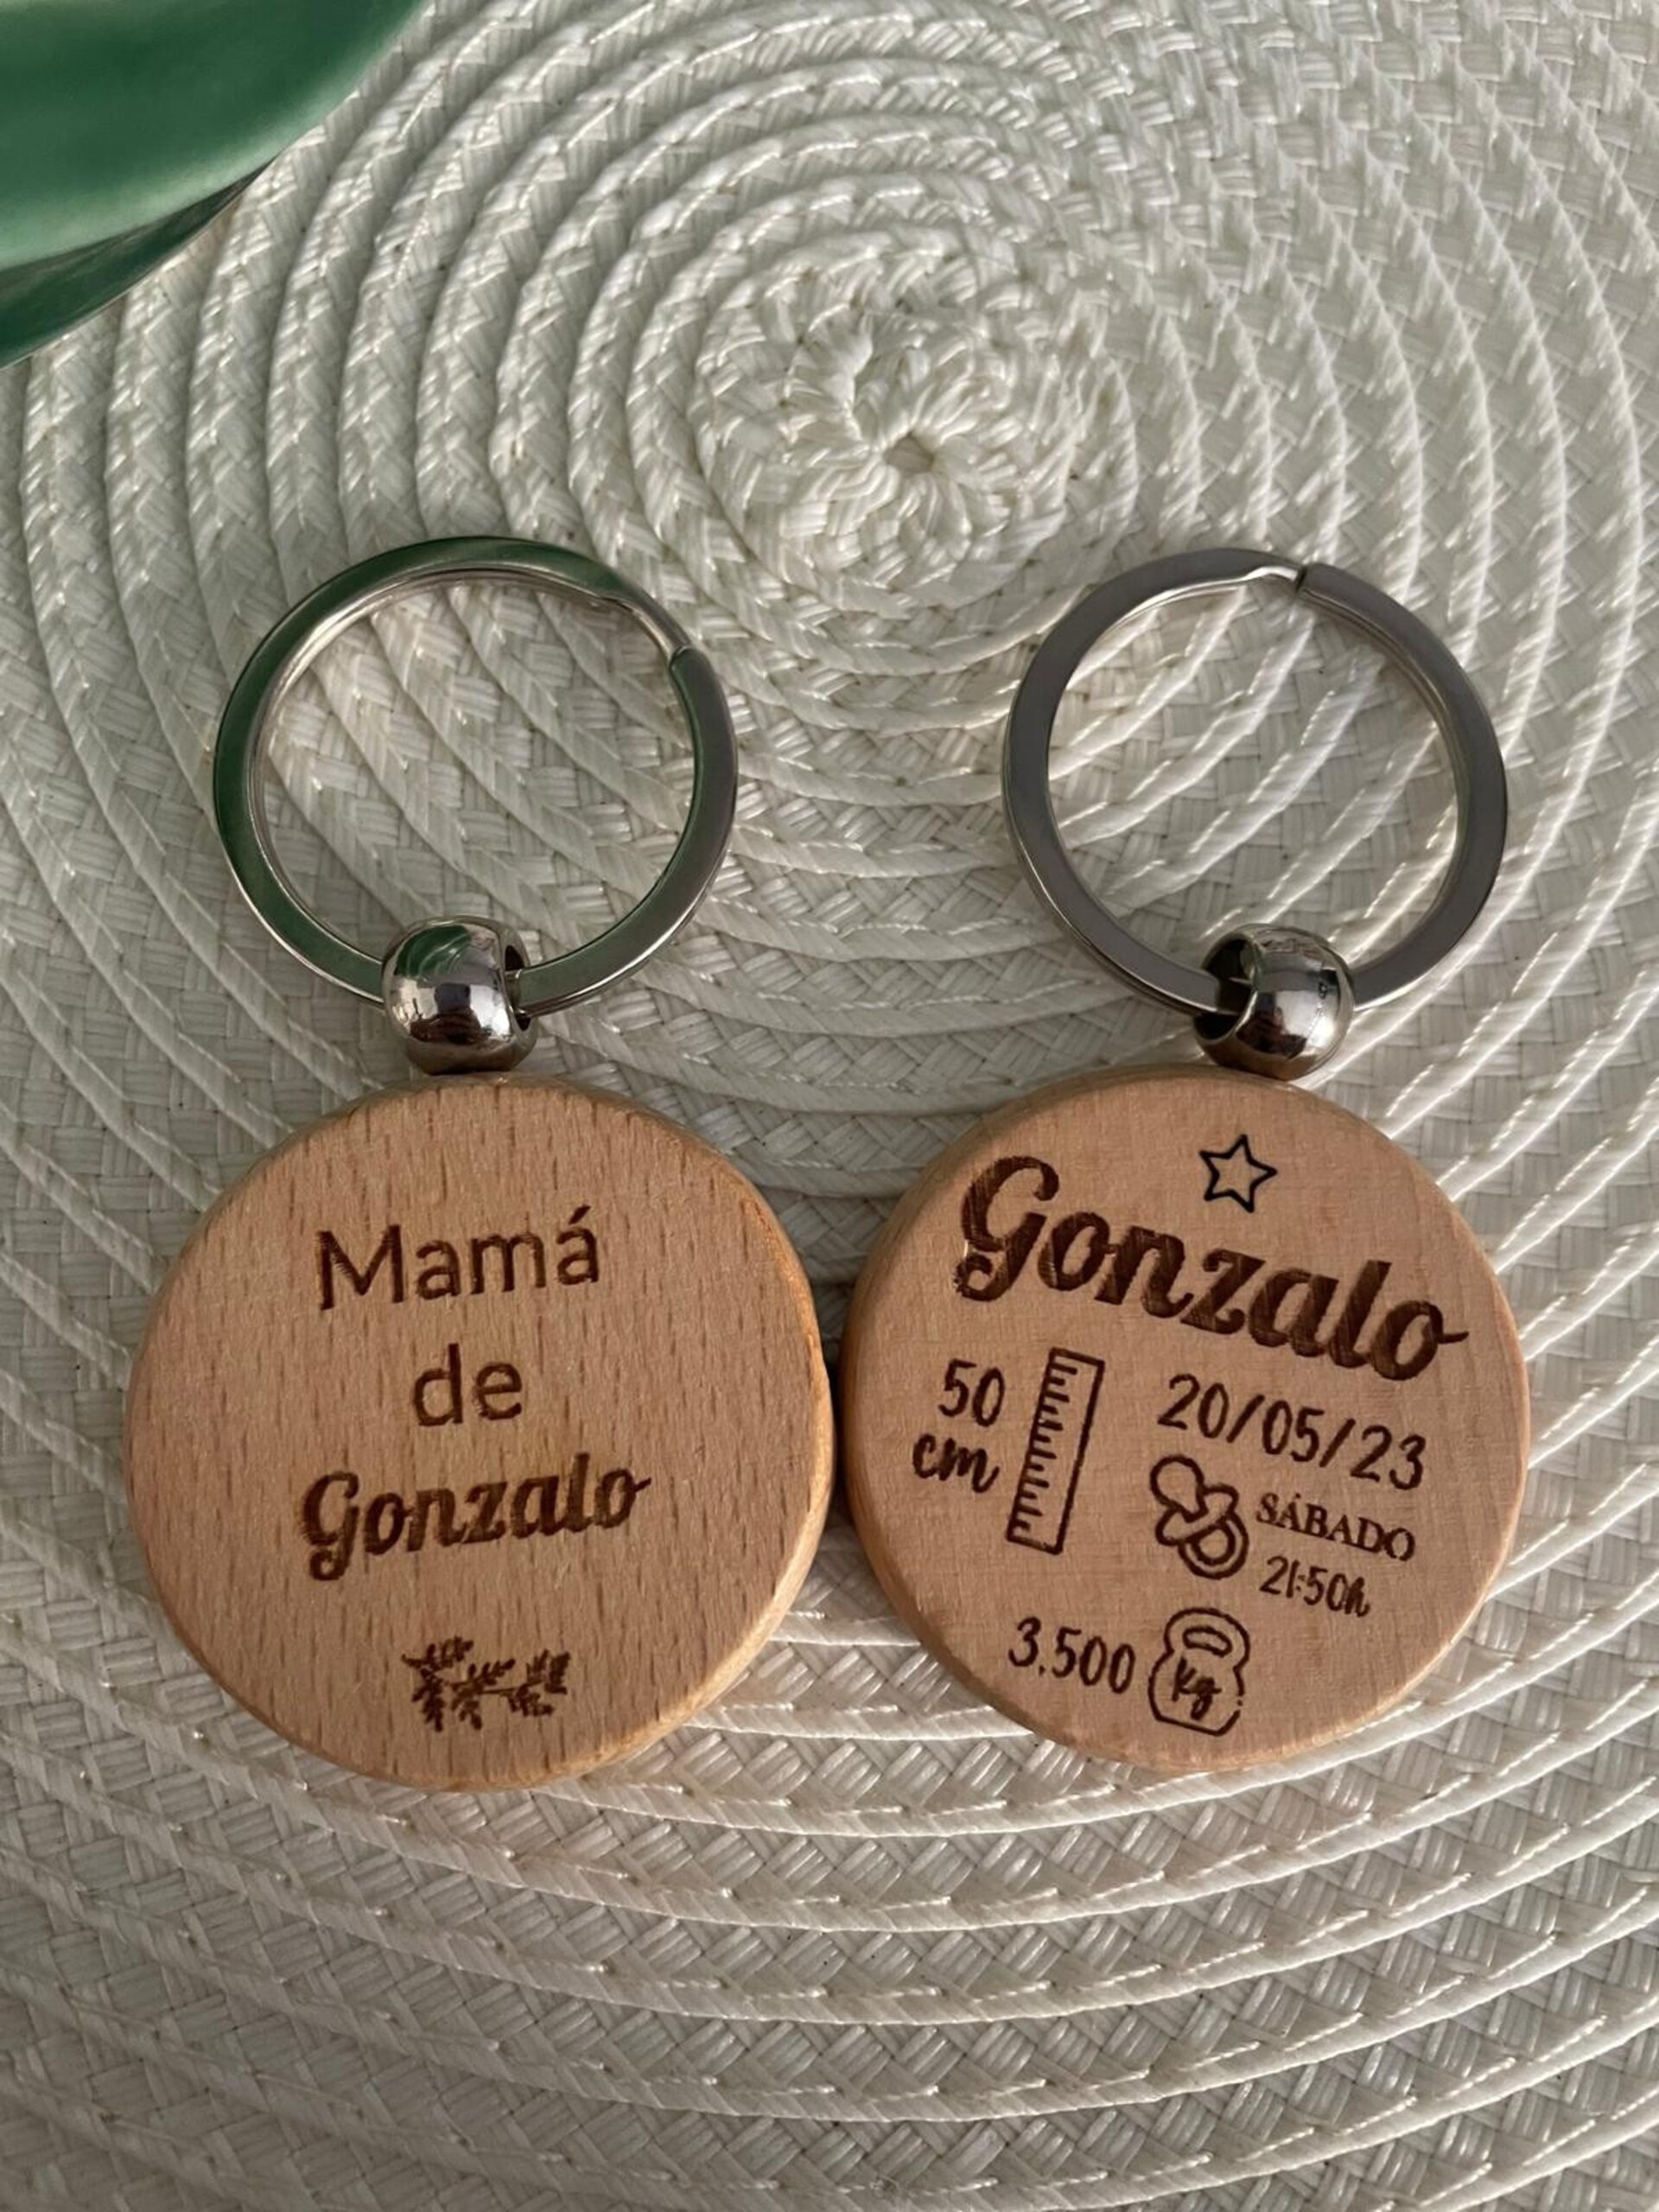 Mamá
de
Gonzalo
Gonzalo
50
cm
20/05/23
SÁBADO
21:50h
3.500
Kg